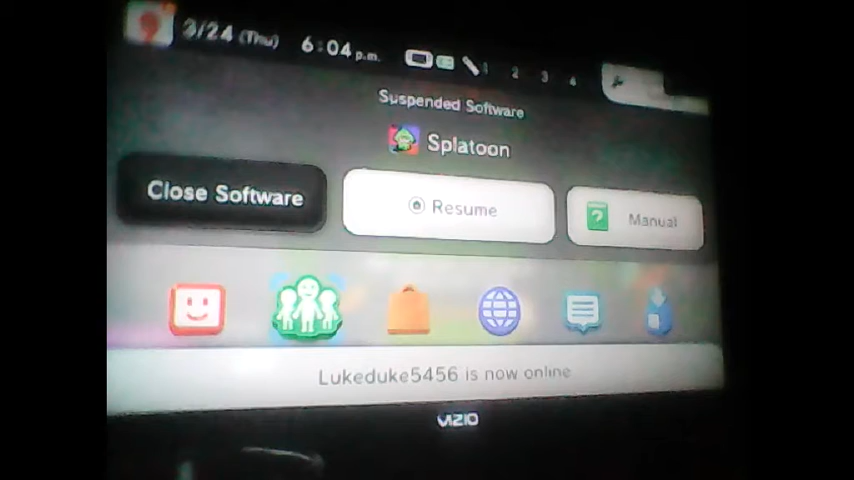 3/24 (Thu) 6:04 p.m. 1 2 3 4
Suspended Software
Splatoon
Close Software Resume Manual
Lukeduke5456 is now online
VIZIO